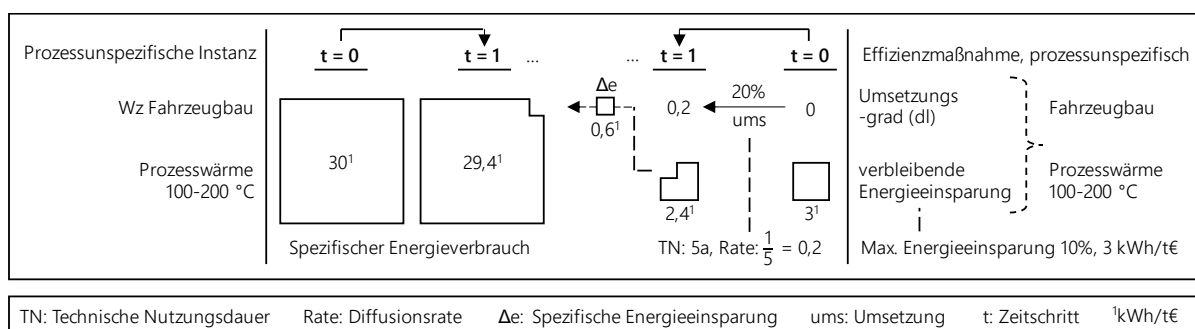 Prozessunspezifische Instanz
t = 0 t = 1 ... ... t = 1 t = 0
Effizienzmaßnahme, prozessunspezifisch
Wz Fahrzeugbau
Δe
0,6¹
0,2
20%
ums
0
Umsetzungs
-grad (dl)
Fahrzeugbau
Prozesswärme
100-200 °C
30¹
29,4¹
2,4¹
3¹
verbleibende
Energieeinsparung
Prozesswärme
100-200 °C
Spezifischer Energieverbrauch
TN: 5a, Rate: 1/5 = 0,2
Max. Energieeinsparung 10%, 3 kWh/t€
TN: Technische Nutzungsdauer Rate: Diffusionsrate Δe: Spezifische Energieeinsparung ums: Umsetzung t: Zeitschritt ¹kWh/t€